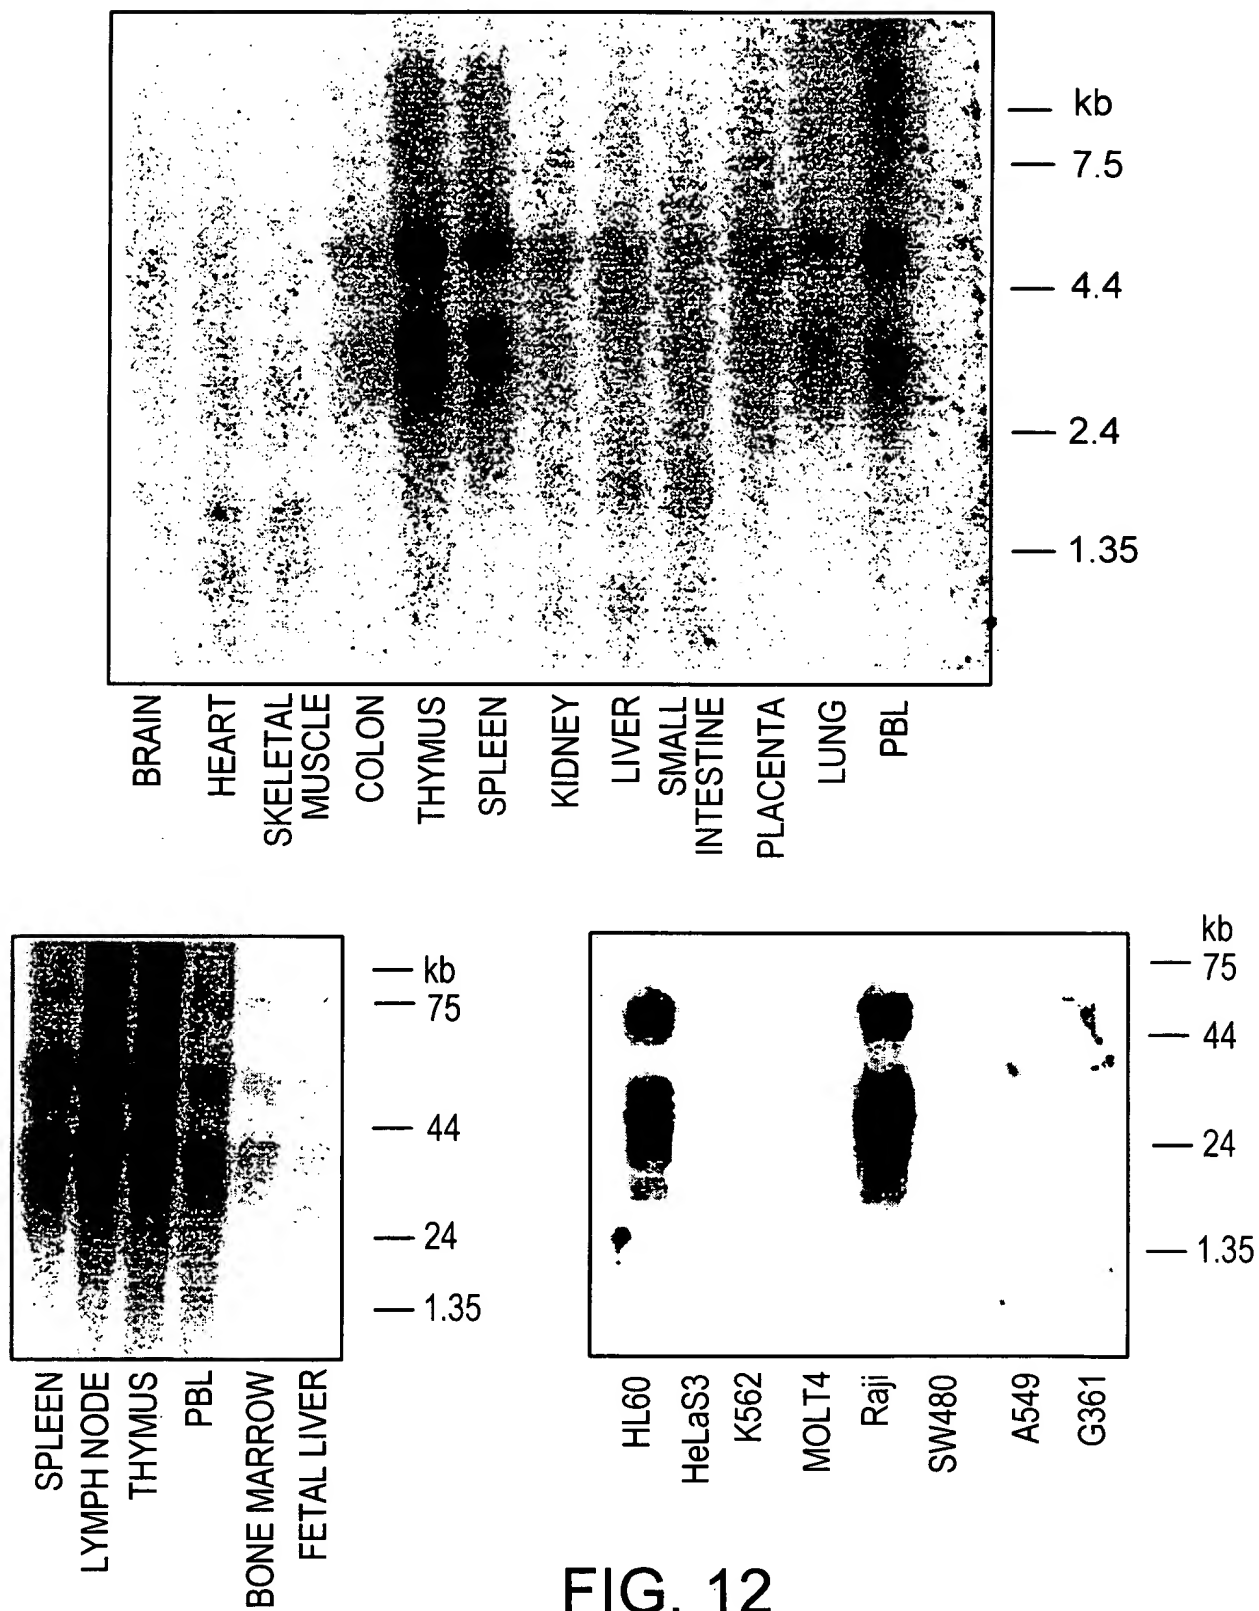 kb
7.5
4.4
2.4
1.35
BRAIN
HEART
SKELETAL
MUSCLE
COLON
THYMUS
SPLEEN
KIDNEY
LIVER
SMALL
INTESTINE
PLACENTA
LUNG
PBL
kb
75
44
24
1.35
SPLEEN
LYMPH NODE
THYMUS
PBL
BONE MARROW
FETAL LIVER
kb
75
44
24
1.35
HL60
HeLaS3
K562
MOLT4
Raji
SW480
A549
G361
FIG. 12